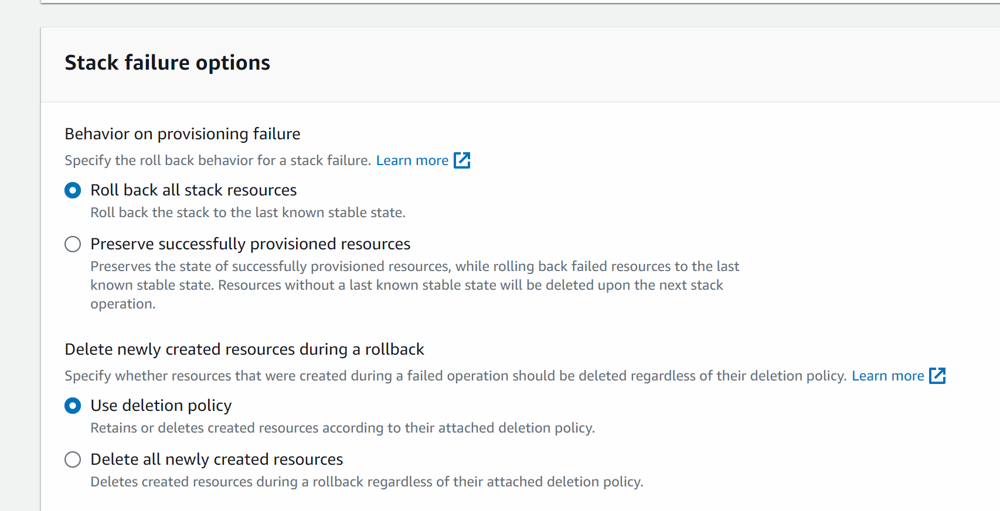 Stack failure options
Behavior on provisioning failure
Specify the roll back behavior for a stack failure. Learn more
Roll back all stack resources
Roll back the stack to the last known stable state.
Preserve successfully provisioned resources
Preserves the state of successfully provisioned resources, while rolling back failed resources to the last
known stable state. Resources without a last known stable state will be deleted upon the next stack
operation.
Delete newly created resources during a rollback
Specify whether resources that were created during a failed operation should be deleted regardless of their deletion policy. Learn more
Use deletion policy
Retains or deletes created resources according to their attached deletion policy.
Delete all newly created resources
Deletes created resources during a rollback regardless of their attached deletion policy.